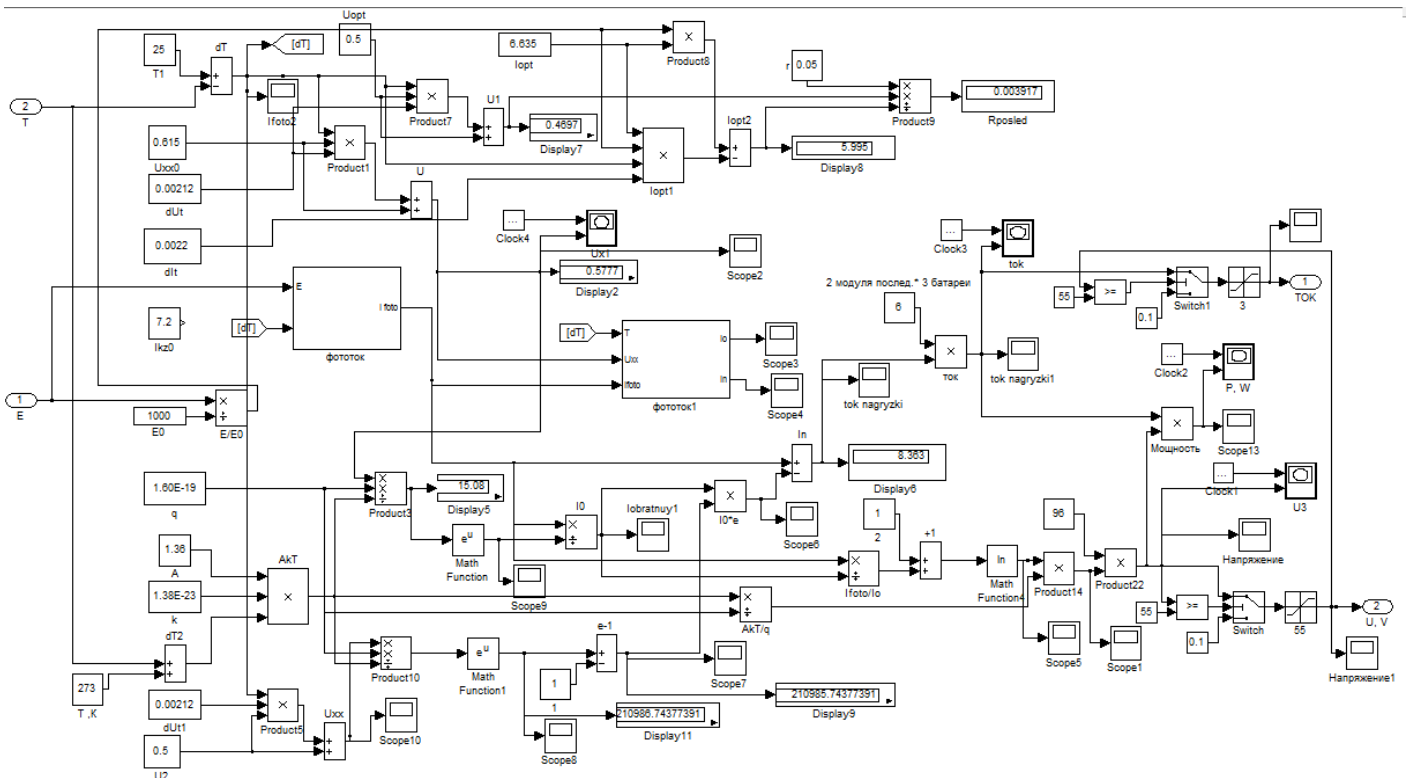 Uopt
0.5
dT
[dT]
25
T1
2
T
Ifoto2
Product7
U1
0.4697
Display7
6.635
Iopt
Product8
r
0.05
Product9
0.003917
Rposled
Iopt2
5.995
Display8
Iopt1
0.615
Uxx0
Product1
0.00212
dUt
U
0.0022
dIt
...
Clock4
Ux1
Scope2
0.5777
Display2
...
Clock3
tok
2 модуля послед.* 3 батареи
6
55
>=
0.1
Switch1
3
1
TOK
7.2
>
Ikz0
E
I foto
[dT]
фототок
[dT]
T
Uxx
Ifoto
Io
In
фототок1
Scope3
Scope4
ток
tok nagryzki
tok nagryzki1
...
Clock2
P, W
Мощность
Scope13
1
E
1000
E0
E/E0
In
8.363
Display6
...
Clock1
U3
1.60E-19
q
Product3
15.08
Display5
e^u
Math
Function
Scope9
I0
Iobratnuy1
I0*e
Scope6
1
2
+1
Ifoto/Io
ln
Math
Function4
96
Product14
Product22
Напряжение
1.36
A
1.38E-23
k
AkT
AkT/q
55
>=
0.1
Switch
55
2
U, V
Scope5
Scope1
Напряжение1
dT2
273
T ,K
Product10
e^u
Math
Function1
e-1
1
1
Scope7
210985.74377391
Display9
210986.74377391
Display11
Scope8
0.00212
dUt1
Product5
Uxx
Scope10
0.5
U2